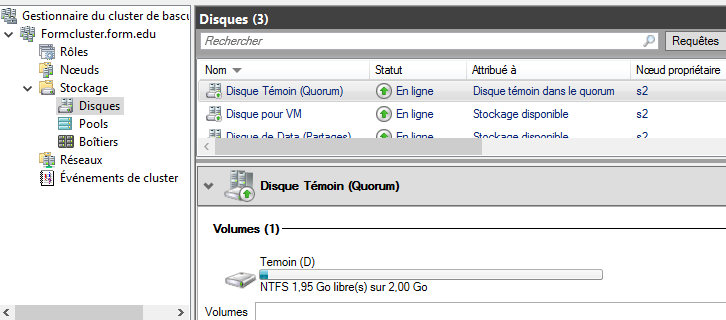 Gestionnaire du cluster de bascu
Formcluster.form.edu
Rôles
Nœuds
Stockage
Disques
Pools
Boîtiers
Réseaux
Événements de cluster
Disques (3)
Rechercher
Requêtes
Nom Statut Attribué à Nœud propriétaire
Disque Témoin (Quorum) En ligne Disque témoin dans le quorum s2
Disque pour VM En ligne Stockage disponible s2
Disque de Data (Partages) En ligne Stockage disponible s2
Disque Témoin (Quorum)
Volumes (1)
Temoin (D)
NTFS 1,95 Go libre(s) sur 2,00 Go
Volumes